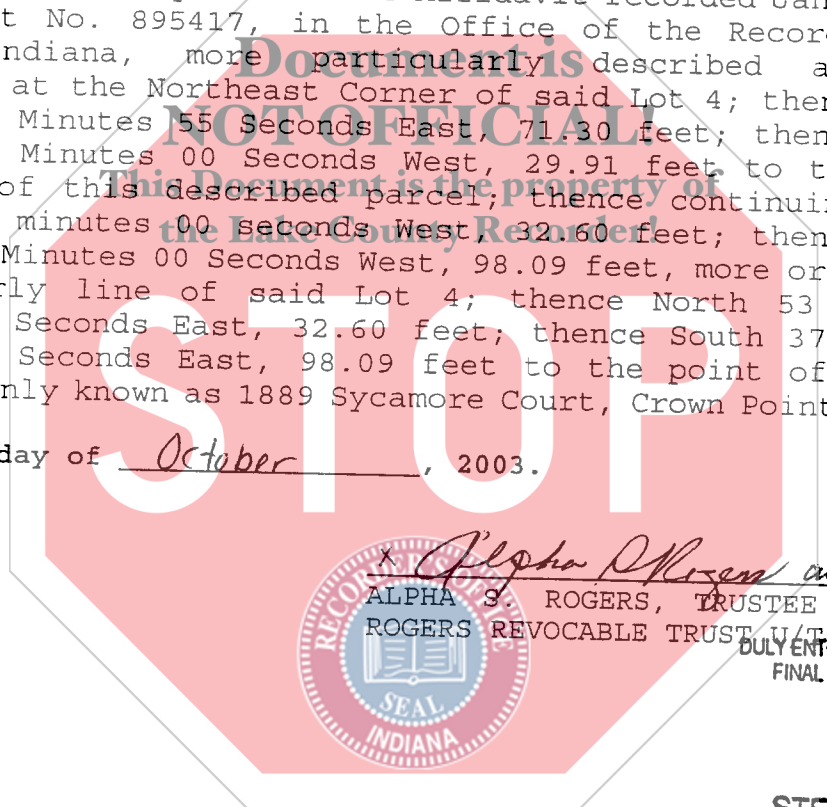 Affidavit recorded
t No. 895417, in the Office of the Recor
ndiana, more particularly described a
at the Northeast Corner of said Lot 4; then
Minutes 55 Seconds East, 71.30 feet; then
Minutes 00 Seconds West, 29.91 feet to t
of this described parcel; thence continui
minutes 00 seconds West, 32.60 feet; then
Minutes 00 Seconds West, 98.09 feet, more or
rly line of said Lot 4; thence North 53
Seconds East, 32.60 feet; thence South 37
Seconds East, 98.09 feet to the point of
nly known as 1889 Sycamore Court, Crown Point
Document is
NOT OFFICIAL!
This Document is the property of
the Lake County Recorder!
STOP
day of October, 2003.
x Alpha S Rogers
ALPHA S. ROGERS, TRUSTEE
ROGERS REVOCABLE TRUST U/T
DULY ENT
FINAL
RECORDER'S OFFICE
SEAL
INDIANA